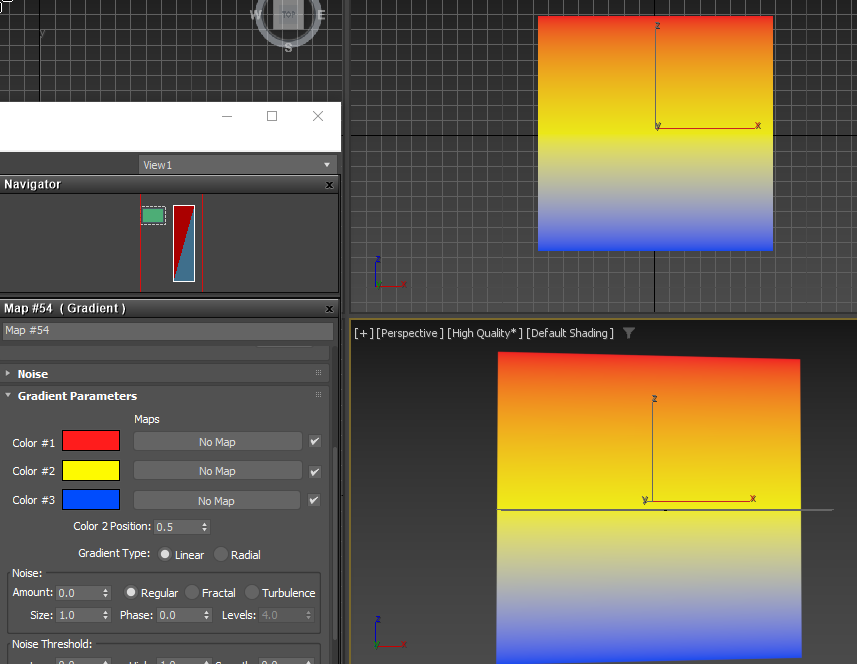 y
W TOP E
S
View1
Navigator x
Map #54 ( Gradient ) x
Map #54
Noise
Gradient Parameters
Maps
Color #1 No Map
Color #2 No Map
Color #3 No Map
Color 2 Position: 0.5
Gradient Type: Linear Radial
Noise:
Amount: 0.0 Regular Fractal Turbulence
Size: 1.0 Phase: 0.0 Levels: 4.0
Noise Threshold:
z
y x
z
x
[+] [Perspective ] [High Quality* ] [Default Shading ]
z
y x
z
y x